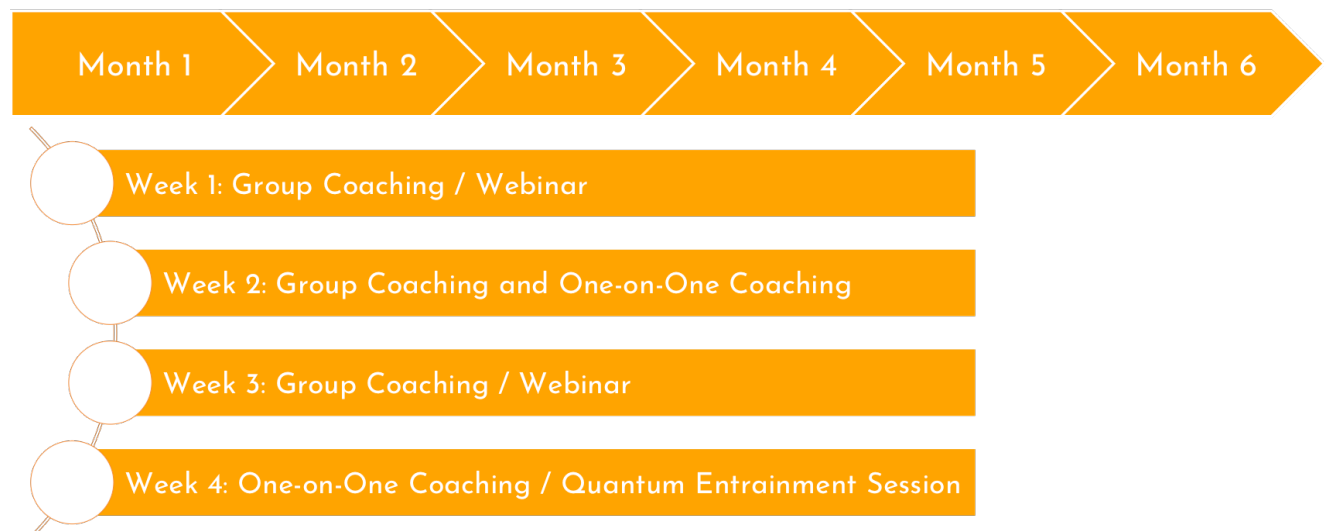 Month 1
Month 2
Month 3
Month 4
Month 5
Month 6
Week 1: Group Coaching / Webinar
Week 2: Group Coaching and One-on-One Coaching
Week 3: Group Coaching / Webinar
Week 4: One-on-One Coaching / Quantum Entrainment Session